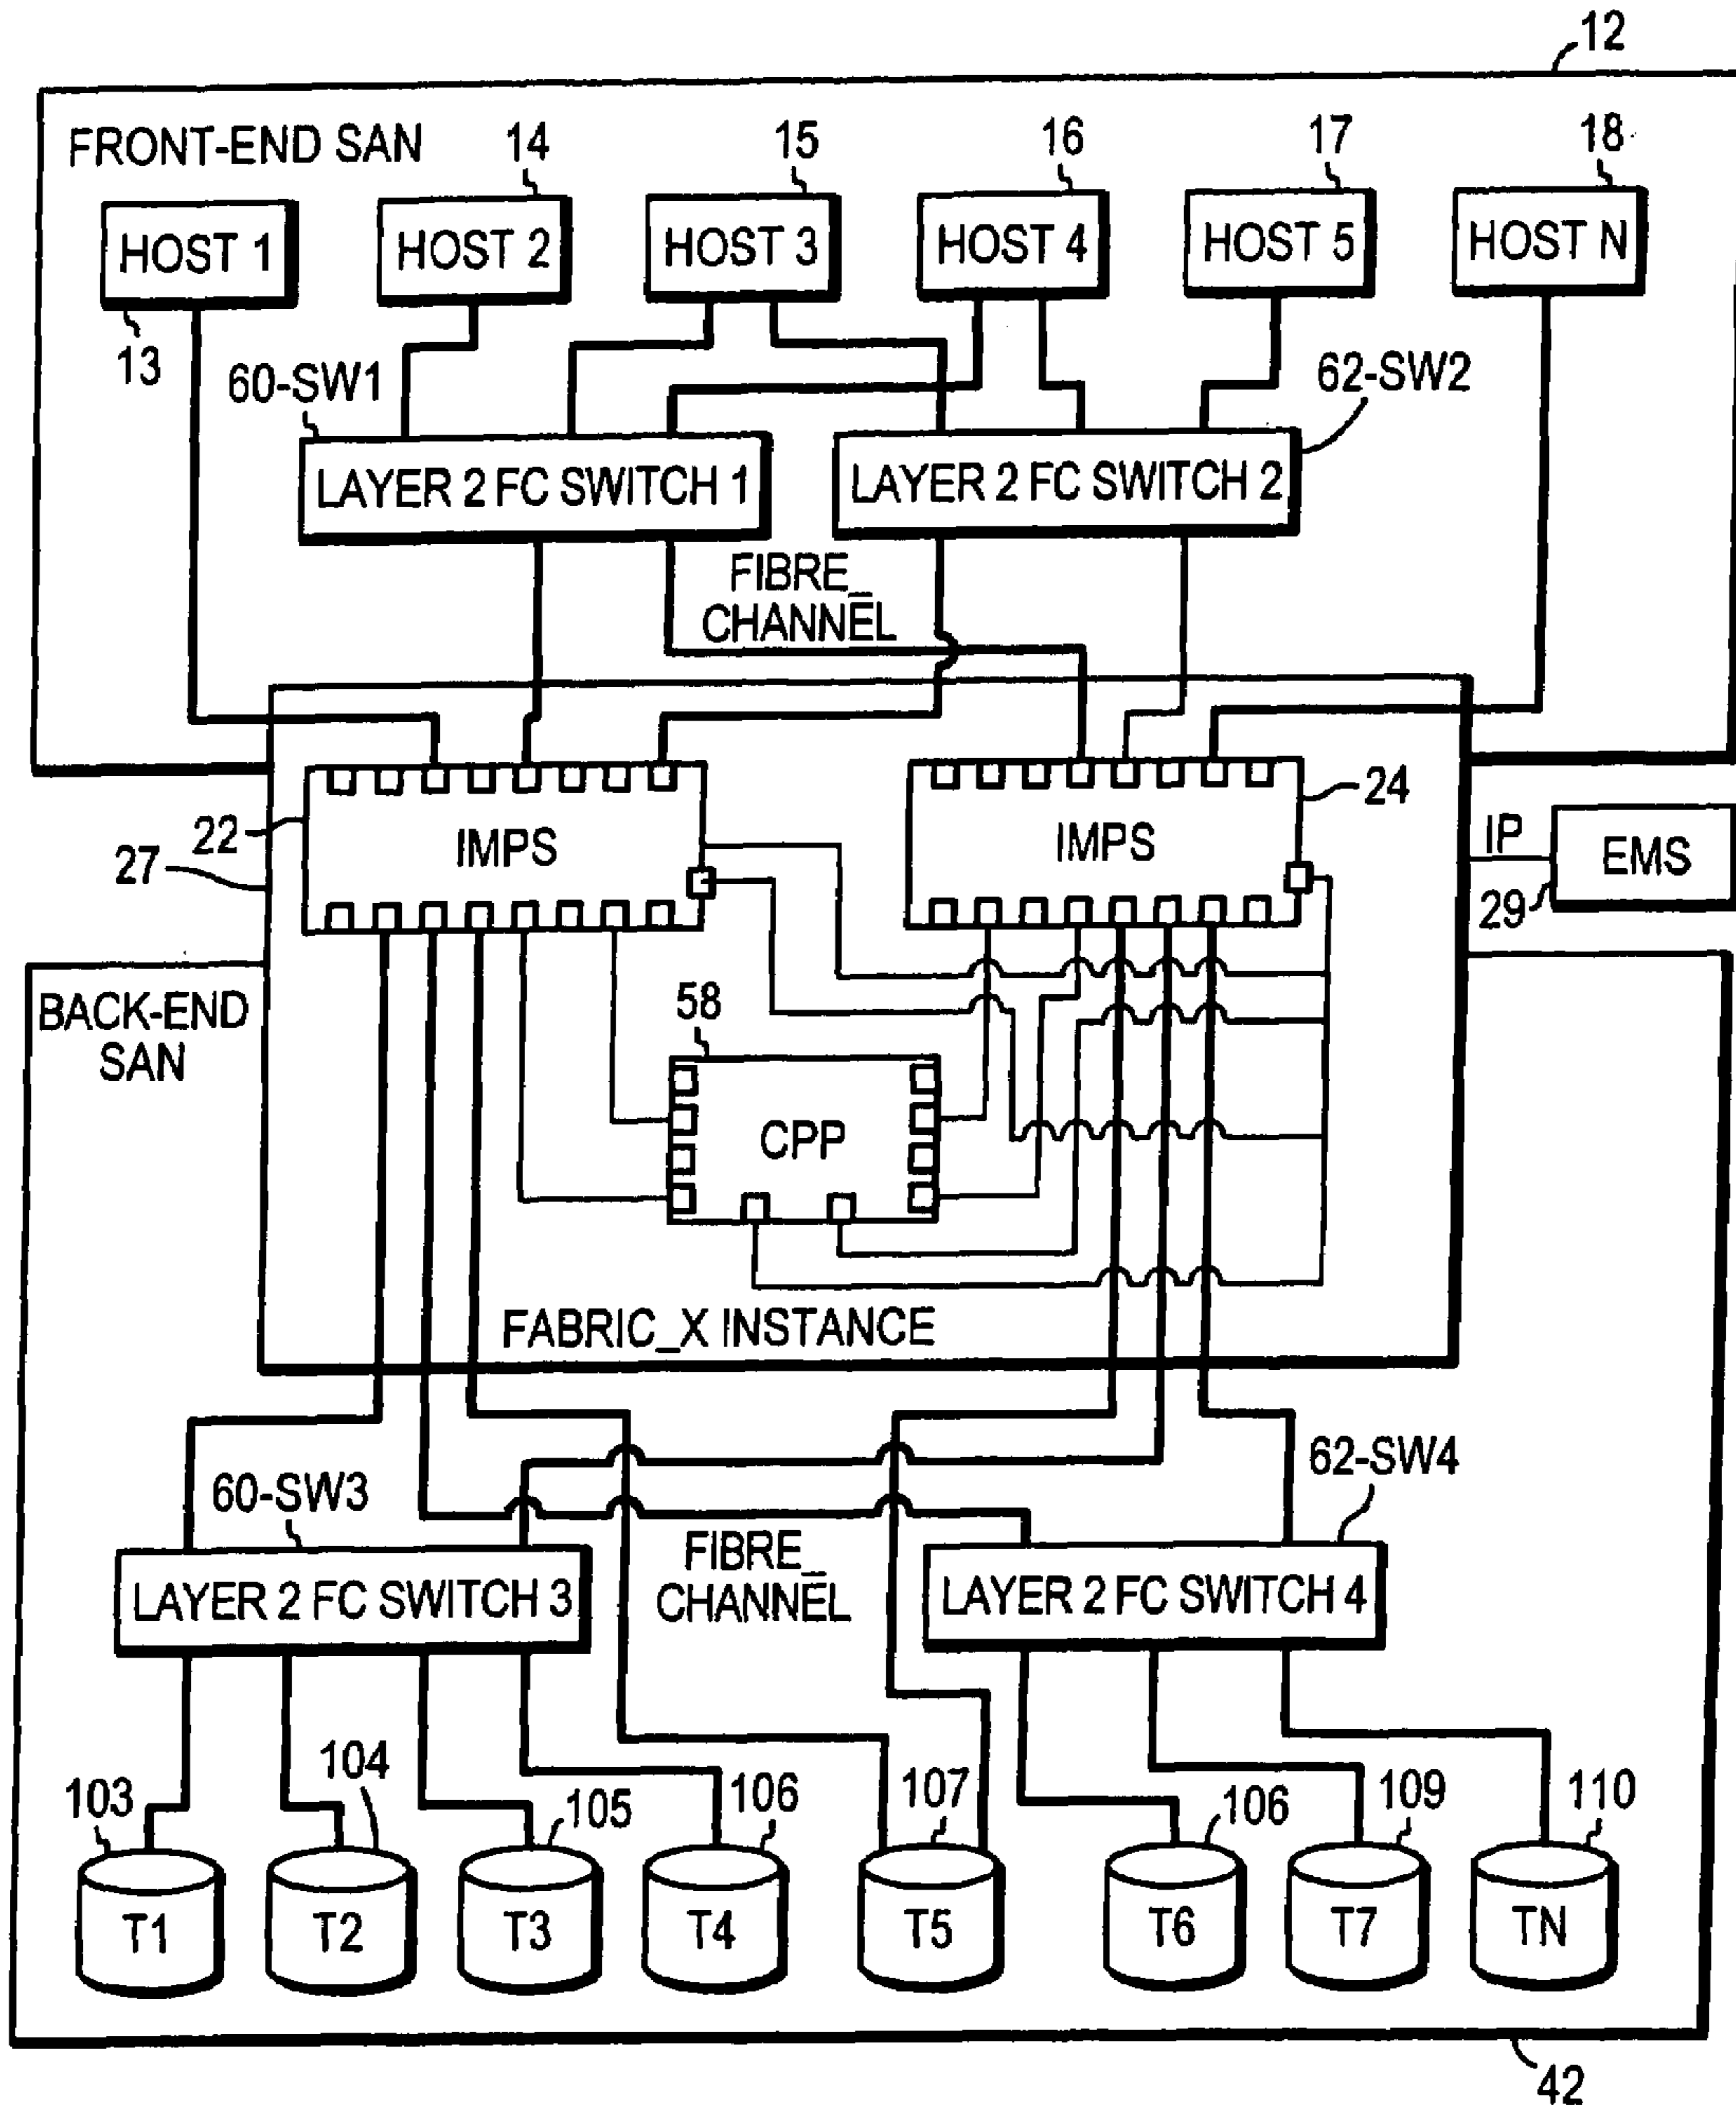 12
FRONT-END SAN
14
15
16
17
18
HOST 1
HOST 2
HOST 3
HOST 4
HOST 5
HOST N
13
60-SW1
62-SW2
LAYER 2 FC SWITCH 1
LAYER 2 FC SWITCH 2
FIBRE_
CHANNEL
22
IMPS
IMPS
24
27
IP
EMS
29
BACK-END
SAN
58
CPP
FABRIC_X INSTANCE
60-SW3
62-SW4
LAYER 2 FC SWITCH 3
FIBRE_
CHANNEL
LAYER 2 FC SWITCH 4
103
104
105
106
107
106
109
110
T1
T2
T3
T4
T5
T6
T7
TN
42